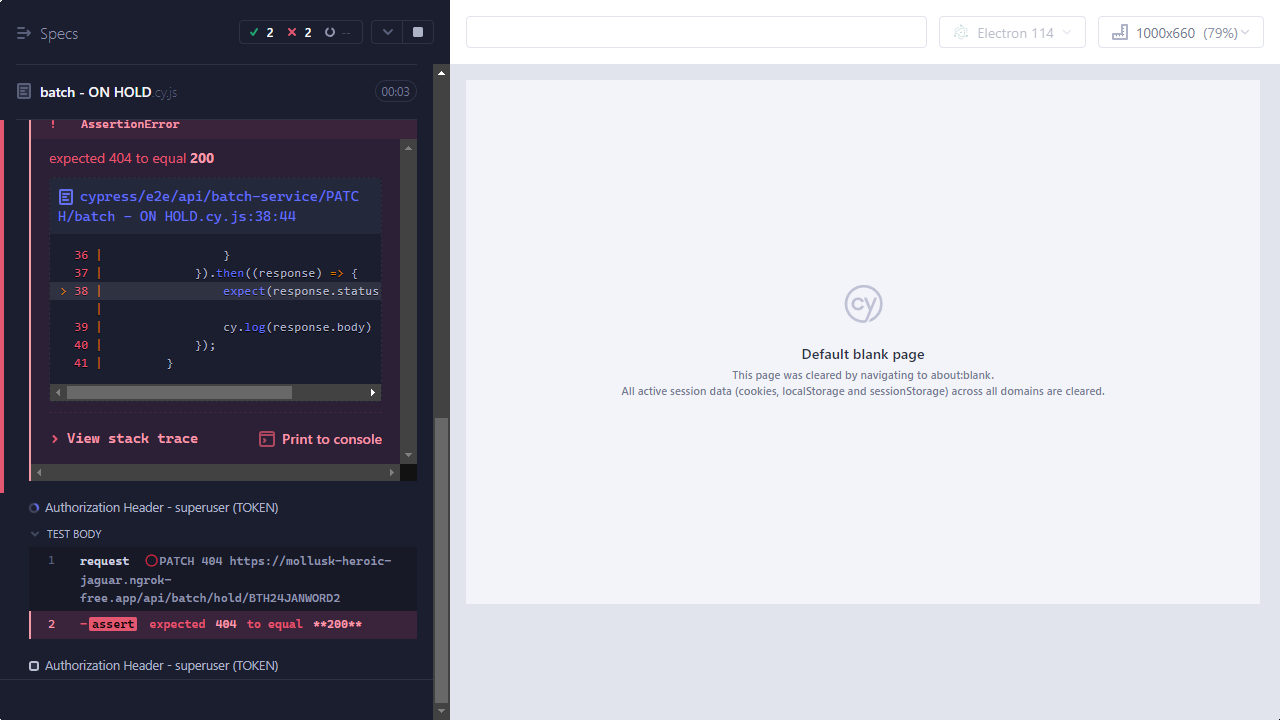 Specs
2
2
--
Electron 114
1000x660 (79%)
batch - ON HOLD.cy.js
00:03
! AssertionError
expected 404 to equal 200
cypress/e2e/api/batch-service/PATC
H/batch - ON HOLD.cy.js:38:44
36 | }
37 | }).then((response) => {
> 38 | expect(response.status
|
39 | cy.log(response.body)
40 | });
41 | }
> View stack trace
Print to console
Authorization Header - superuser (TOKEN)
TEST BODY
1 request PATCH 404 https://mollusk-heroic-
jaguar.ngrok-
free.app/api/batch/hold/BTH24JANWORD2
2 -assert expected 404 to equal **200**
Authorization Header - superuser (TOKEN)
cy
Default blank page
This page was cleared by navigating to about:blank.
All active session data (cookies, localStorage and sessionStorage) across all domains are cleared.